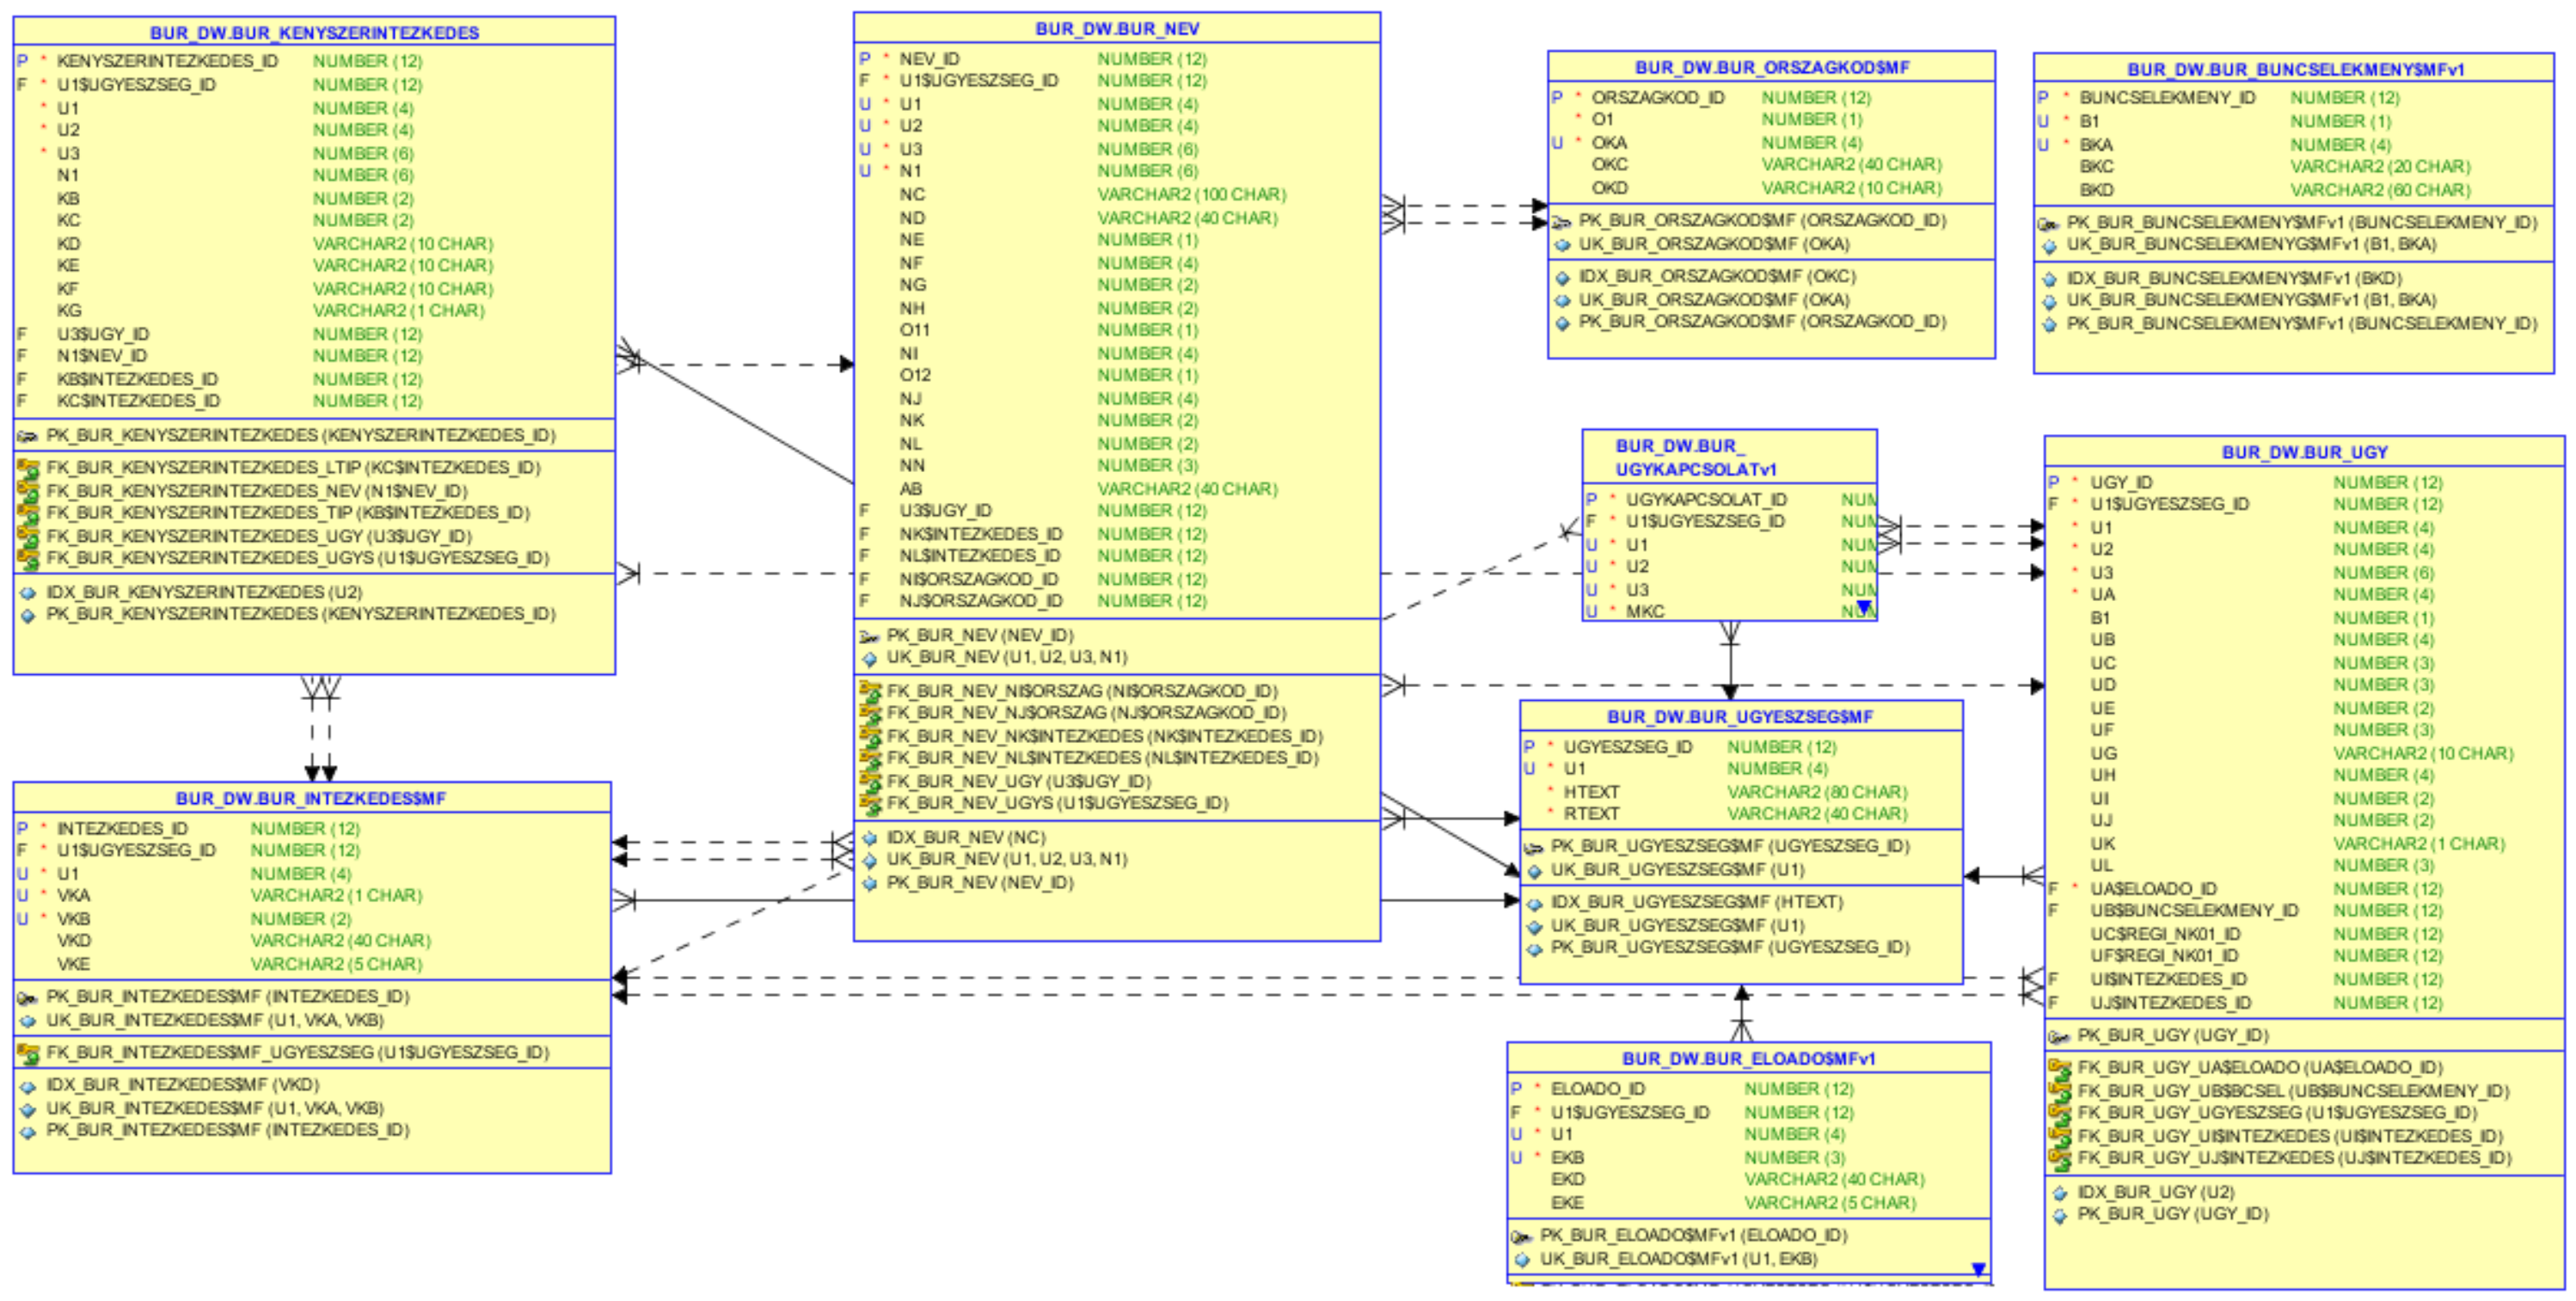 BUR_DW.BUR_KENYSZERINTEZKEDES
P * KENYSZERINTEZKEDES_ID NUMBER (12)
F * U1$UGYESZSEG_ID NUMBER (12)
* U1 NUMBER (4)
* U2 NUMBER (4)
* U3 NUMBER (6)
N1 NUMBER (6)
KB NUMBER (2)
KC NUMBER (2)
KD VARCHAR2 (10 CHAR)
KE VARCHAR2 (10 CHAR)
KF VARCHAR2 (10 CHAR)
KG VARCHAR2 (1 CHAR)
F U3$UGY_ID NUMBER (12)
F N1$NEV_ID NUMBER (12)
F KB$INTEZKEDES_ID NUMBER (12)
F KC$INTEZKEDES_ID NUMBER (12)
PK_BUR_KENYSZERINTEZKEDES (KENYSZERINTEZKEDES_ID)
FK_BUR_KENYSZERINTEZKEDES_LTIP (KC$INTEZKEDES_ID)
FK_BUR_KENYSZERINTEZKEDES_NEV (N1$NEV_ID)
FK_BUR_KENYSZERINTEZKEDES_TIP (KB$INTEZKEDES_ID)
FK_BUR_KENYSZERINTEZKEDES_UGY (U3$UGY_ID)
FK_BUR_KENYSZERINTEZKEDES_UGYS (U1$UGYESZSEG_ID)
IDX_BUR_KENYSZERINTEZKEDES (U2)
PK_BUR_KENYSZERINTEZKEDES (KENYSZERINTEZKEDES_ID)
BUR_DW.BUR_INTEZKEDES$MF
P * INTEZKEDES_ID NUMBER (12)
F * U1$UGYESZSEG_ID NUMBER (12)
U * U1 NUMBER (4)
U * VKA VARCHAR2 (1 CHAR)
U * VKB NUMBER (2)
VKD VARCHAR2 (40 CHAR)
VKE VARCHAR2 (5 CHAR)
PK_BUR_INTEZKEDES$MF (INTEZKEDES_ID)
UK_BUR_INTEZKEDES$MF (U1, VKA, VKB)
FK_BUR_INTEZKEDES$MF_UGYESZSEG (U1$UGYESZSEG_ID)
IDX_BUR_INTEZKEDES$MF (VKD)
UK_BUR_INTEZKEDES$MF (U1, VKA, VKB)
PK_BUR_INTEZKEDES$MF (INTEZKEDES_ID)
BUR_DW.BUR_NEV
P * NEV_ID NUMBER (12)
F * U1$UGYESZSEG_ID NUMBER (12)
U * U1 NUMBER (4)
U * U2 NUMBER (4)
U * U3 NUMBER (6)
U * N1 NUMBER (6)
NC VARCHAR2 (100 CHAR)
ND VARCHAR2 (40 CHAR)
NE NUMBER (1)
NF NUMBER (4)
NG NUMBER (2)
NH NUMBER (2)
O11 NUMBER (1)
NI NUMBER (4)
O12 NUMBER (1)
NJ NUMBER (4)
NK NUMBER (2)
NL NUMBER (2)
NN NUMBER (3)
AB VARCHAR2 (40 CHAR)
F U3$UGY_ID NUMBER (12)
F NK$INTEZKEDES_ID NUMBER (12)
F NL$INTEZKEDES_ID NUMBER (12)
F NI$ORSZAGKOD_ID NUMBER (12)
F NJ$ORSZAGKOD_ID NUMBER (12)
PK_BUR_NEV (NEV_ID)
UK_BUR_NEV (U1, U2, U3, N1)
FK_BUR_NEV_NI$ORSZAG (NI$ORSZAGKOD_ID)
FK_BUR_NEV_NJ$ORSZAG (NJ$ORSZAGKOD_ID)
FK_BUR_NEV_NK$INTEZKEDES (NK$INTEZKEDES_ID)
FK_BUR_NEV_NL$INTEZKEDES (NL$INTEZKEDES_ID)
FK_BUR_NEV_UGY (U3$UGY_ID)
FK_BUR_NEV_UGYS (U1$UGYESZSEG_ID)
IDX_BUR_NEV (NC)
UK_BUR_NEV (U1, U2, U3, N1)
PK_BUR_NEV (NEV_ID)
BUR_DW.BUR_ORSZAGKOD$MF
P * ORSZAGKOD_ID NUMBER (12)
* O1 NUMBER (1)
U * OKA NUMBER (4)
OKC VARCHAR2 (40 CHAR)
OKD VARCHAR2 (10 CHAR)
PK_BUR_ORSZAGKOD$MF (ORSZAGKOD_ID)
UK_BUR_ORSZAGKOD$MF (OKA)
IDX_BUR_ORSZAGKOD$MF (OKC)
UK_BUR_ORSZAGKOD$MF (OKA)
PK_BUR_ORSZAGKOD$MF (ORSZAGKOD_ID)
BUR_DW.BUR_BUNCSELEKMENY$MFv1
P * BUNCSELEKMENY_ID NUMBER (12)
U * B1 NUMBER (1)
U * BKA NUMBER (4)
BKC VARCHAR2 (20 CHAR)
BKD VARCHAR2 (60 CHAR)
PK_BUR_BUNCSELEKMENY$MFv1 (BUNCSELEKMENY_ID)
UK_BUR_BUNCSELEKMENYG$MFv1 (B1, BKA)
IDX_BUR_BUNCSELEKMENY$MFv1 (BKD)
UK_BUR_BUNCSELEKMENYG$MFv1 (B1, BKA)
PK_BUR_BUNCSELEKMENY$MFv1 (BUNCSELEKMENY_ID)
BUR_DW.BUR_
UGYKAPCSOLATv1
P * UGYKAPCSOLAT_ID NUM
F * U1$UGYESZSEG_ID NUM
U * U1 NUM
U * U2 NUM
U * U3 NUM
U * MKC NUM
BUR_DW.BUR_UGYESZSEG$MF
P * UGYESZSEG_ID NUMBER (12)
U * U1 NUMBER (4)
* HTEXT VARCHAR2 (80 CHAR)
* RTEXT VARCHAR2 (40 CHAR)
PK_BUR_UGYESZSEG$MF (UGYESZSEG_ID)
UK_BUR_UGYESZSEG$MF (U1)
IDX_BUR_UGYESZSEG$MF (HTEXT)
UK_BUR_UGYESZSEG$MF (U1)
PK_BUR_UGYESZSEG$MF (UGYESZSEG_ID)
BUR_DW.BUR_ELOADO$MFv1
P * ELOADO_ID NUMBER (12)
F * U1$UGYESZSEG_ID NUMBER (12)
U * U1 NUMBER (4)
U * EKB NUMBER (3)
EKD VARCHAR2 (40 CHAR)
EKE VARCHAR2 (5 CHAR)
PK_BUR_ELOADO$MFv1 (ELOADO_ID)
UK_BUR_ELOADO$MFv1 (U1, EKB)
BUR_DW.BUR_UGY
P * UGY_ID NUMBER (12)
F * U1$UGYESZSEG_ID NUMBER (12)
* U1 NUMBER (4)
* U2 NUMBER (4)
* U3 NUMBER (6)
* UA NUMBER (4)
B1 NUMBER (1)
UB NUMBER (4)
UC NUMBER (3)
UD NUMBER (3)
UE NUMBER (2)
UF NUMBER (3)
UG VARCHAR2 (10 CHAR)
UH NUMBER (4)
UI NUMBER (2)
UJ NUMBER (2)
UK VARCHAR2 (1 CHAR)
UL NUMBER (3)
F * UA$ELOADO_ID NUMBER (12)
F UB$BUNCSELEKMENY_ID NUMBER (12)
UC$REGI_NK01_ID NUMBER (12)
UF$REGI_NK01_ID NUMBER (12)
F UI$INTEZKEDES_ID NUMBER (12)
F UJ$INTEZKEDES_ID NUMBER (12)
PK_BUR_UGY (UGY_ID)
FK_BUR_UGY_UA$ELOADO (UA$ELOADO_ID)
FK_BUR_UGY_UB$BCSEL (UB$BUNCSELEKMENY_ID)
FK_BUR_UGY_UGYESZSEG (U1$UGYESZSEG_ID)
FK_BUR_UGY_UI$INTEZKEDES (UI$INTEZKEDES_ID)
FK_BUR_UGY_UJ$INTEZKEDES (UJ$INTEZKEDES_ID)
IDX_BUR_UGY (U2)
PK_BUR_UGY (UGY_ID)